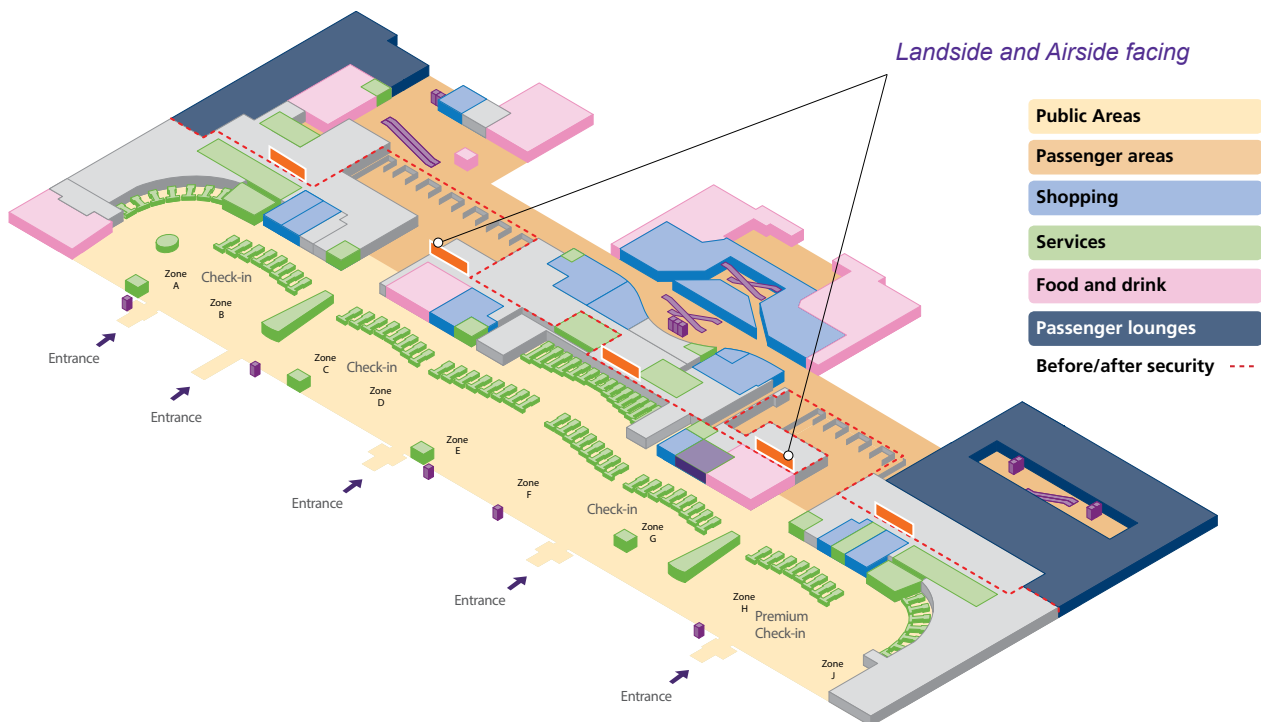 Landside and Airside facing
Public Areas
Passenger areas
Shopping
Services
Food and drink
Passenger lounges
Before/after security
Zone
A
Check-in
Zone
B
Entrance
Zone
C
Check-in
Zone
D
Entrance
Zone
E
Zone
F
Entrance
Check-in
Zone
G
Entrance
Zone
H
Premium
Check-in
Zone
J
Entrance